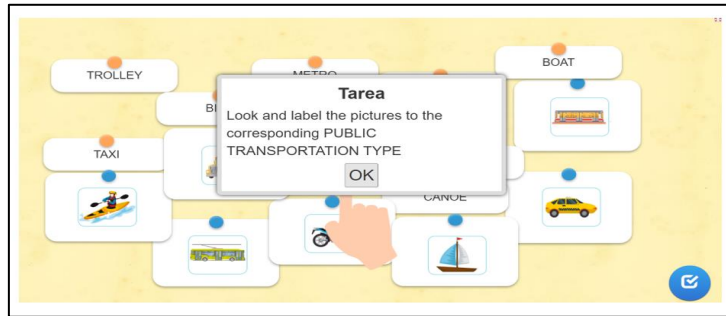 BOAT
TROLLEY
METRO
Tarea
Look and label the pictures to the
corresponding PUBLIC
TRANSPORTATION TYPE
OK
TAXI
CANOE